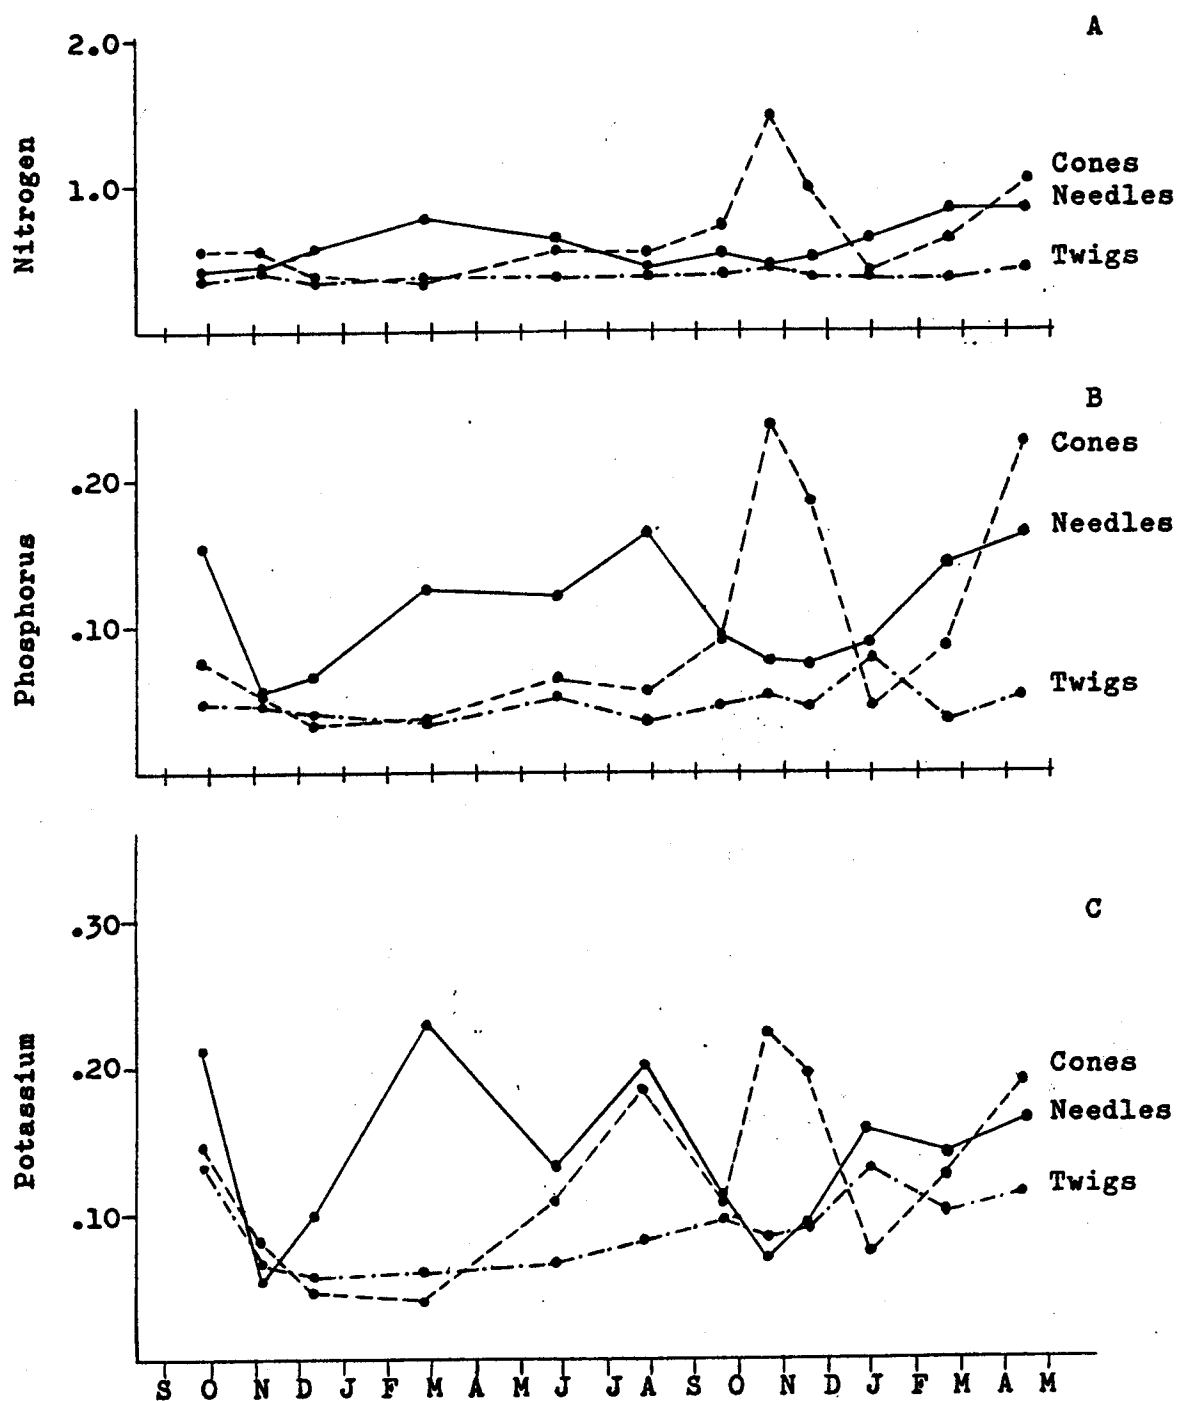 A
2.0
1.0
Nitrogen
Cones
Needles
Twigs
B
.20
.10
Phosphorus
Cones
Needles
Twigs
C
.30
.20
.10
Potassium
Cones
Needles
Twigs
S O N D J F M A M J J A S O N D J F M A M